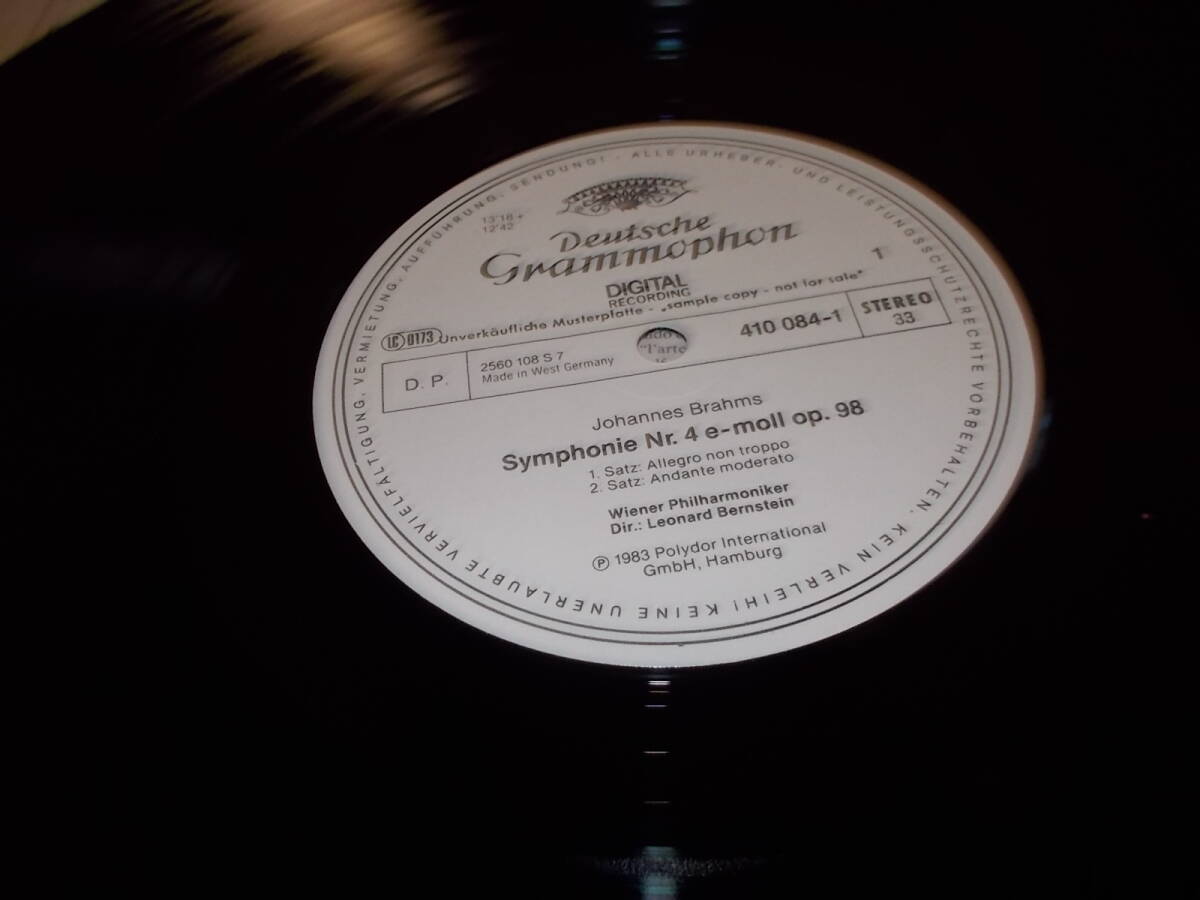 KEINE UNERLAUBTE VERVIELFÄLTIGUNG, VERMIETUNG, AUFFÜHRUNG, SENDUNG! · ALLE URHEBER- UND LEISTUNGSSCHUTZRECHTE VORBEHALTEN. KEIN VERLEIH!
13'18 +
12'42
Deutsche
Grammophon
DIGITAL
RECORDING
1
LC 0173 Unverkäufliche Musterplatte - „sample copy - not for sale"
D. P.
2560 108 S 7
Made in West Germany
410 084-1
STEREO
33
"l'arte
Johannes Brahms
Symphonie Nr. 4 e-moll op. 98
1. Satz: Allegro non troppo
2. Satz: Andante moderato
Wiener Philharmoniker
Dir.: Leonard Bernstein
℗ 1983 Polydor International
GmbH, Hamburg